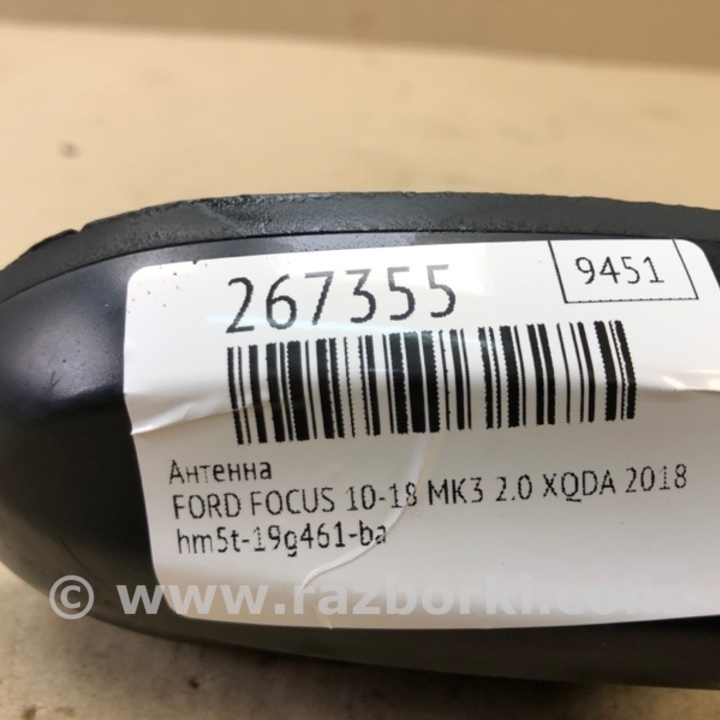 267355
9451
Антенна
FORD FOCUS 10-18 MK3 2.0 XQDA 2018
hm5t-19g461-ba
© www.razborki.com